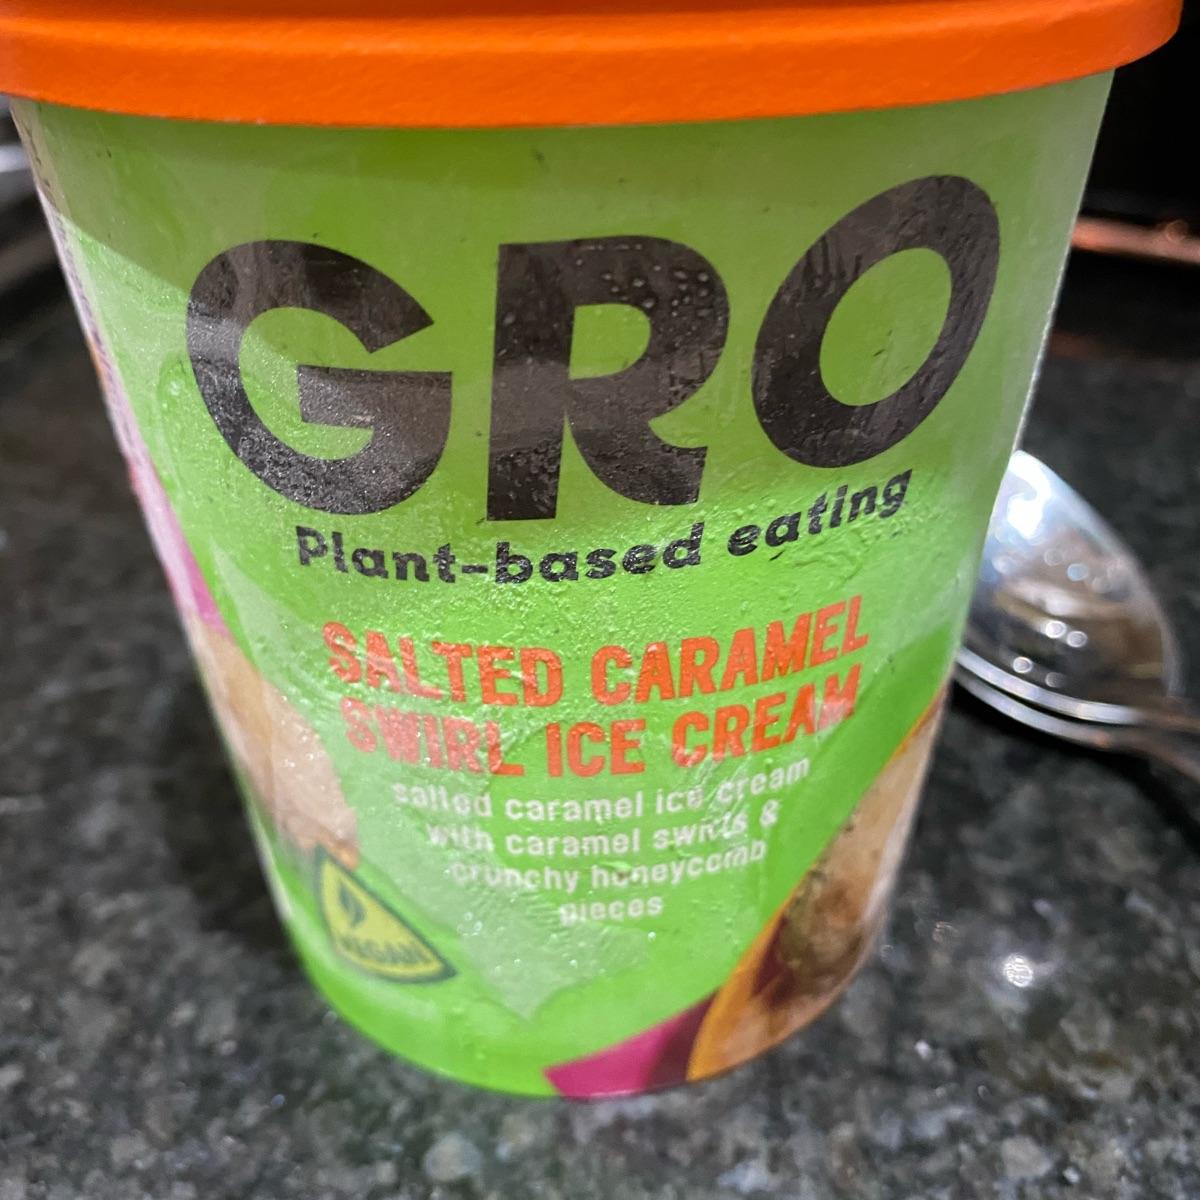 GRO
Plant-based eating
SALTED CARAMEL
SWIRL ICE CREAM
salted caramel ice cream
with caramel swirls &
crunchy honeycomb
pieces
VEGAN